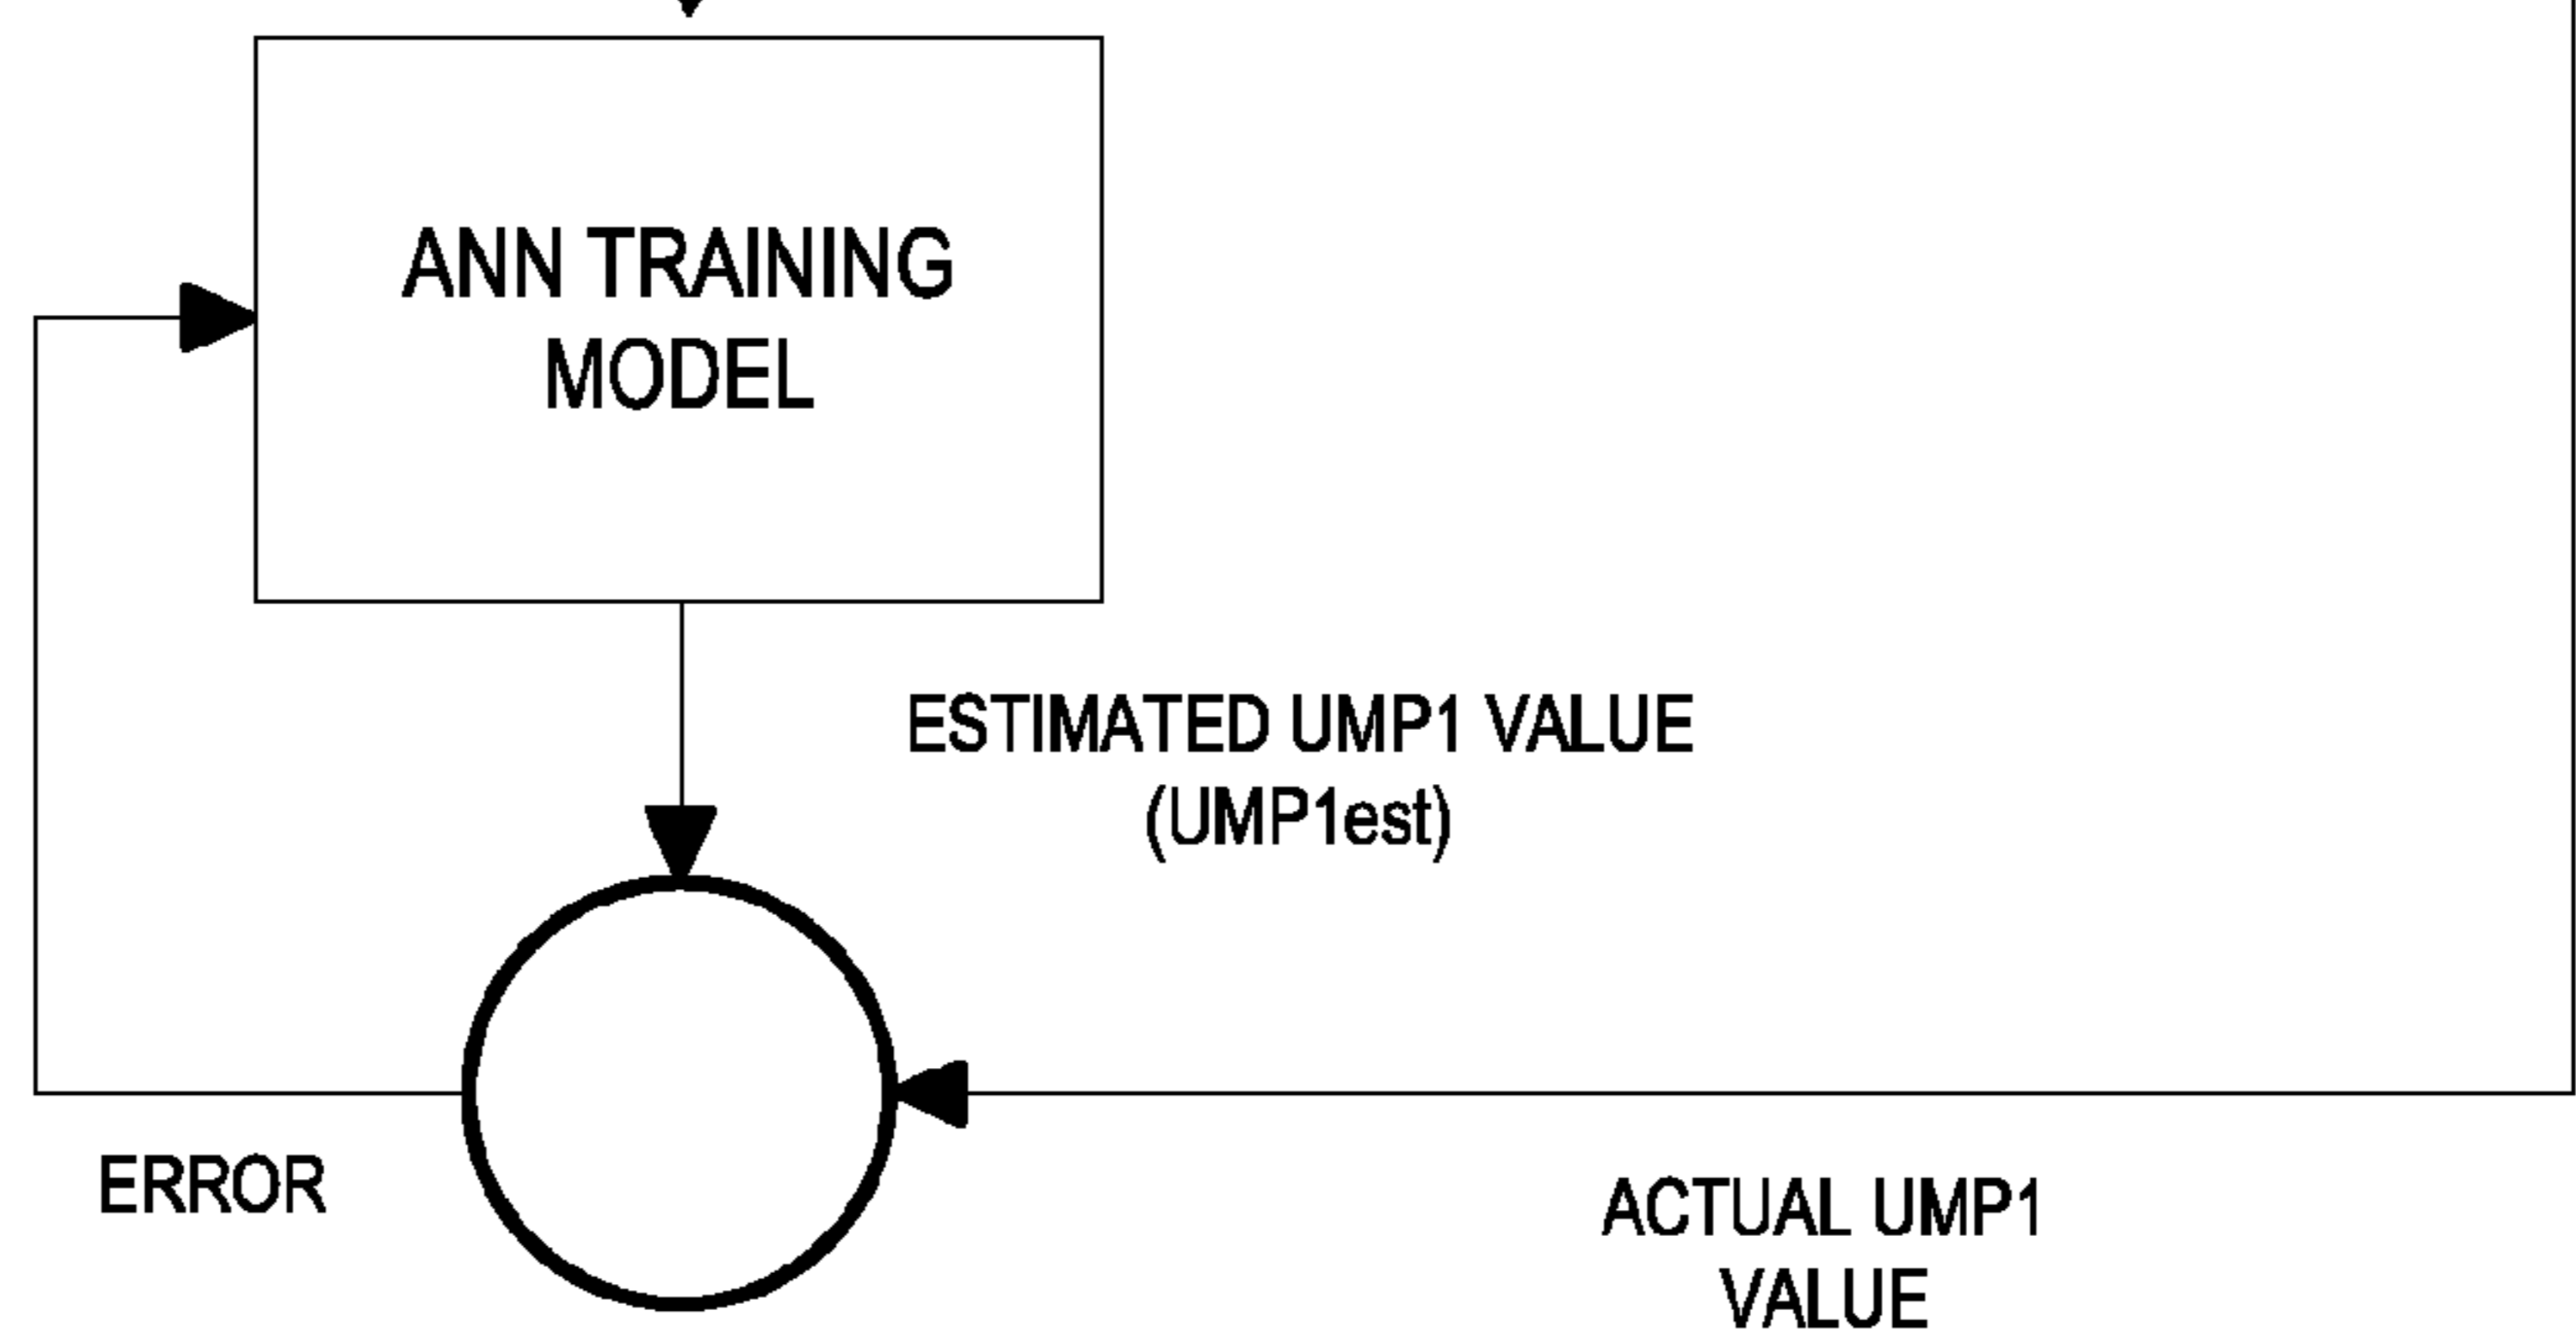 ANN TRAINING
MODEL
ESTIMATED UMP1 VALUE
(UMP1est)
ERROR
ACTUAL UMP1
VALUE